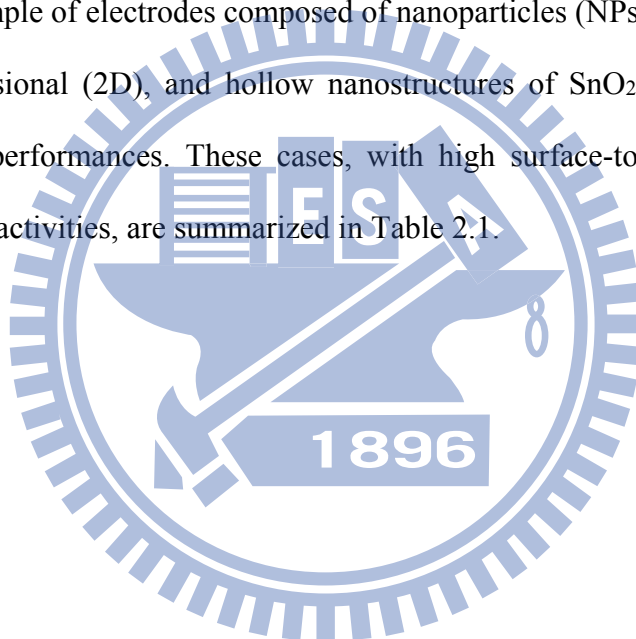 mple of electrodes composed of nanoparticles (NPs
sional (2D), and hollow nanostructures of SnO₂
performances. These cases, with high surface-to
activities, are summarized in Table 2.1.
E S A
1896